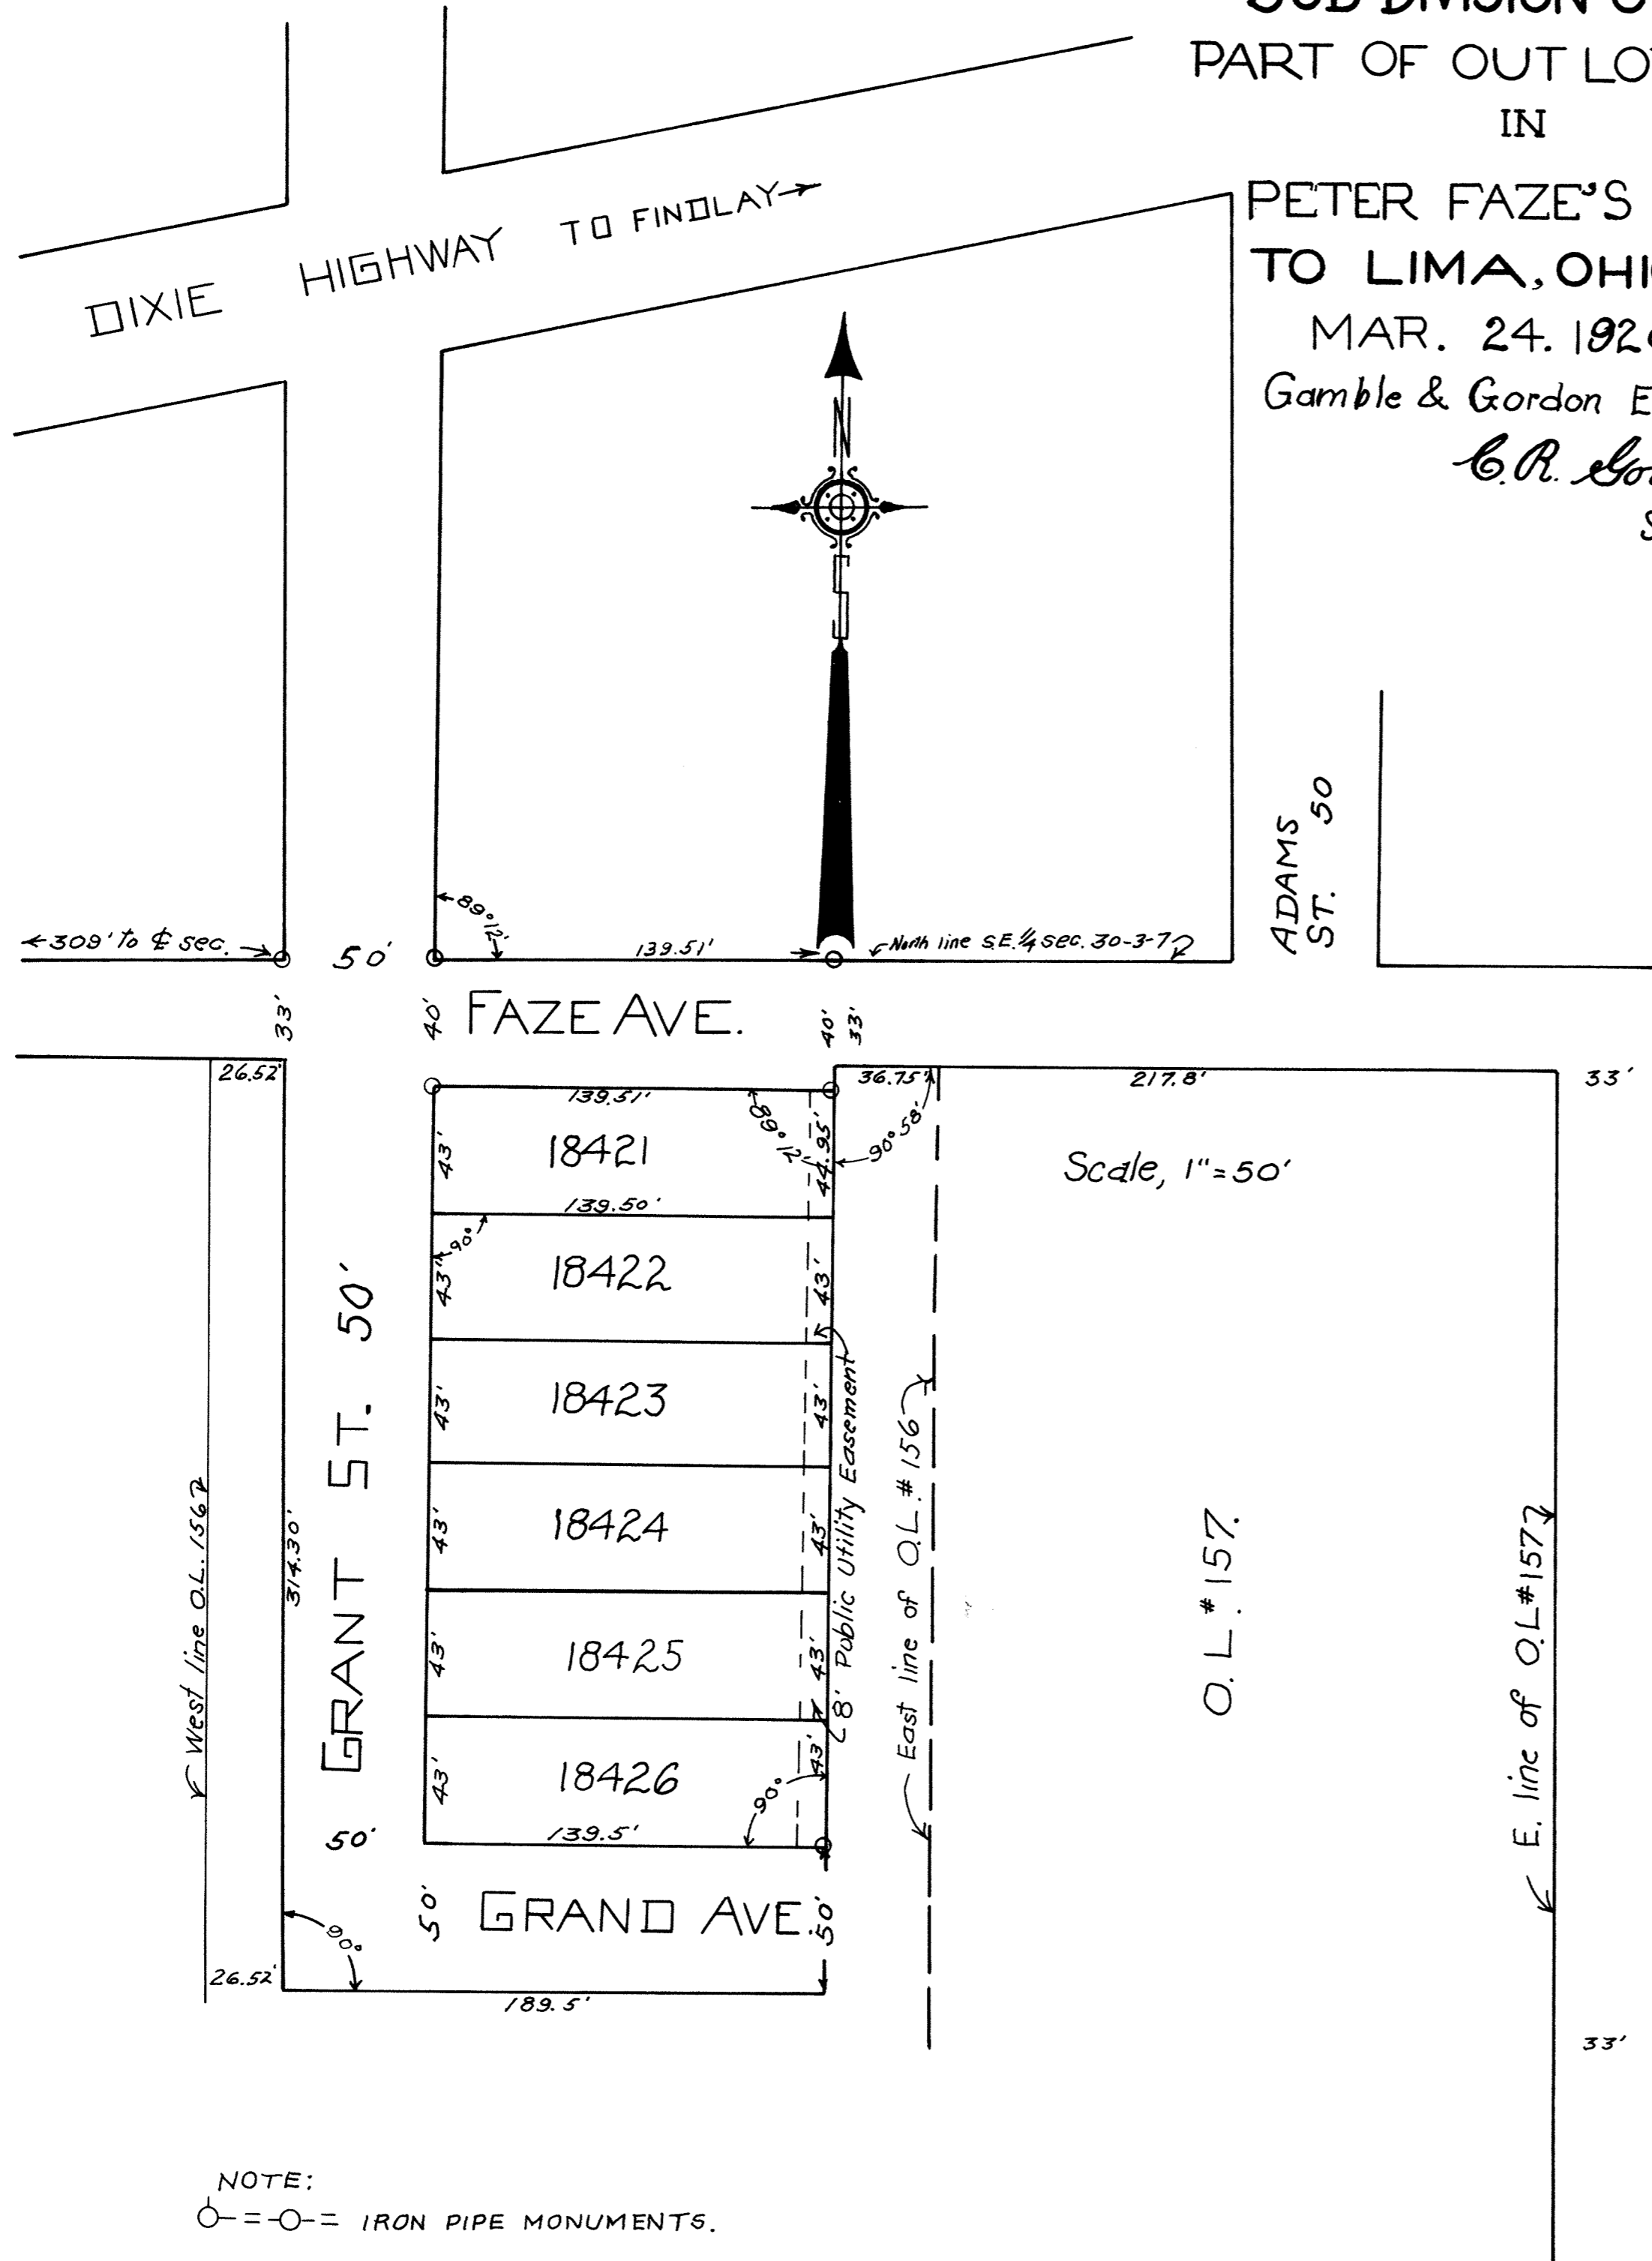 PART OF OUT
IN
PETER FAZE'S
TO LIMA, OHIO
MAR. 24.
Gamble & Gordon
C.R.
DIXIE HIGHWAY TO FINDLAY
N
S
ADAMS
ST. 50
309' to ℄ sec.
50'
89°12'
139.51'
North line S.E. 1/4 sec. 30-3-7
33'
40'
FAZE AVE.
40'
33'
26.52'
139.51'
36.75'
217.8'
33'
43'
18421
89°12'
44.95'
90°58'
Scale, 1"=50'
139.50'
90°
43'
18422
43'
43'
18423
43'
43'
18424
43'
43'
18425
43'
43'
18426
43'
90°
139.5'
8' Public Utility Easement
East line of O.L. #156
O.L. #157.
E. line of O.L #157
West line O.L. 156
314.30'
GRANT ST. 50'
50'
50'
GRAND AVE.
50'
90°
26.52'
189.5'
33'
NOTE:
IRON PIPE MONUMENTS.